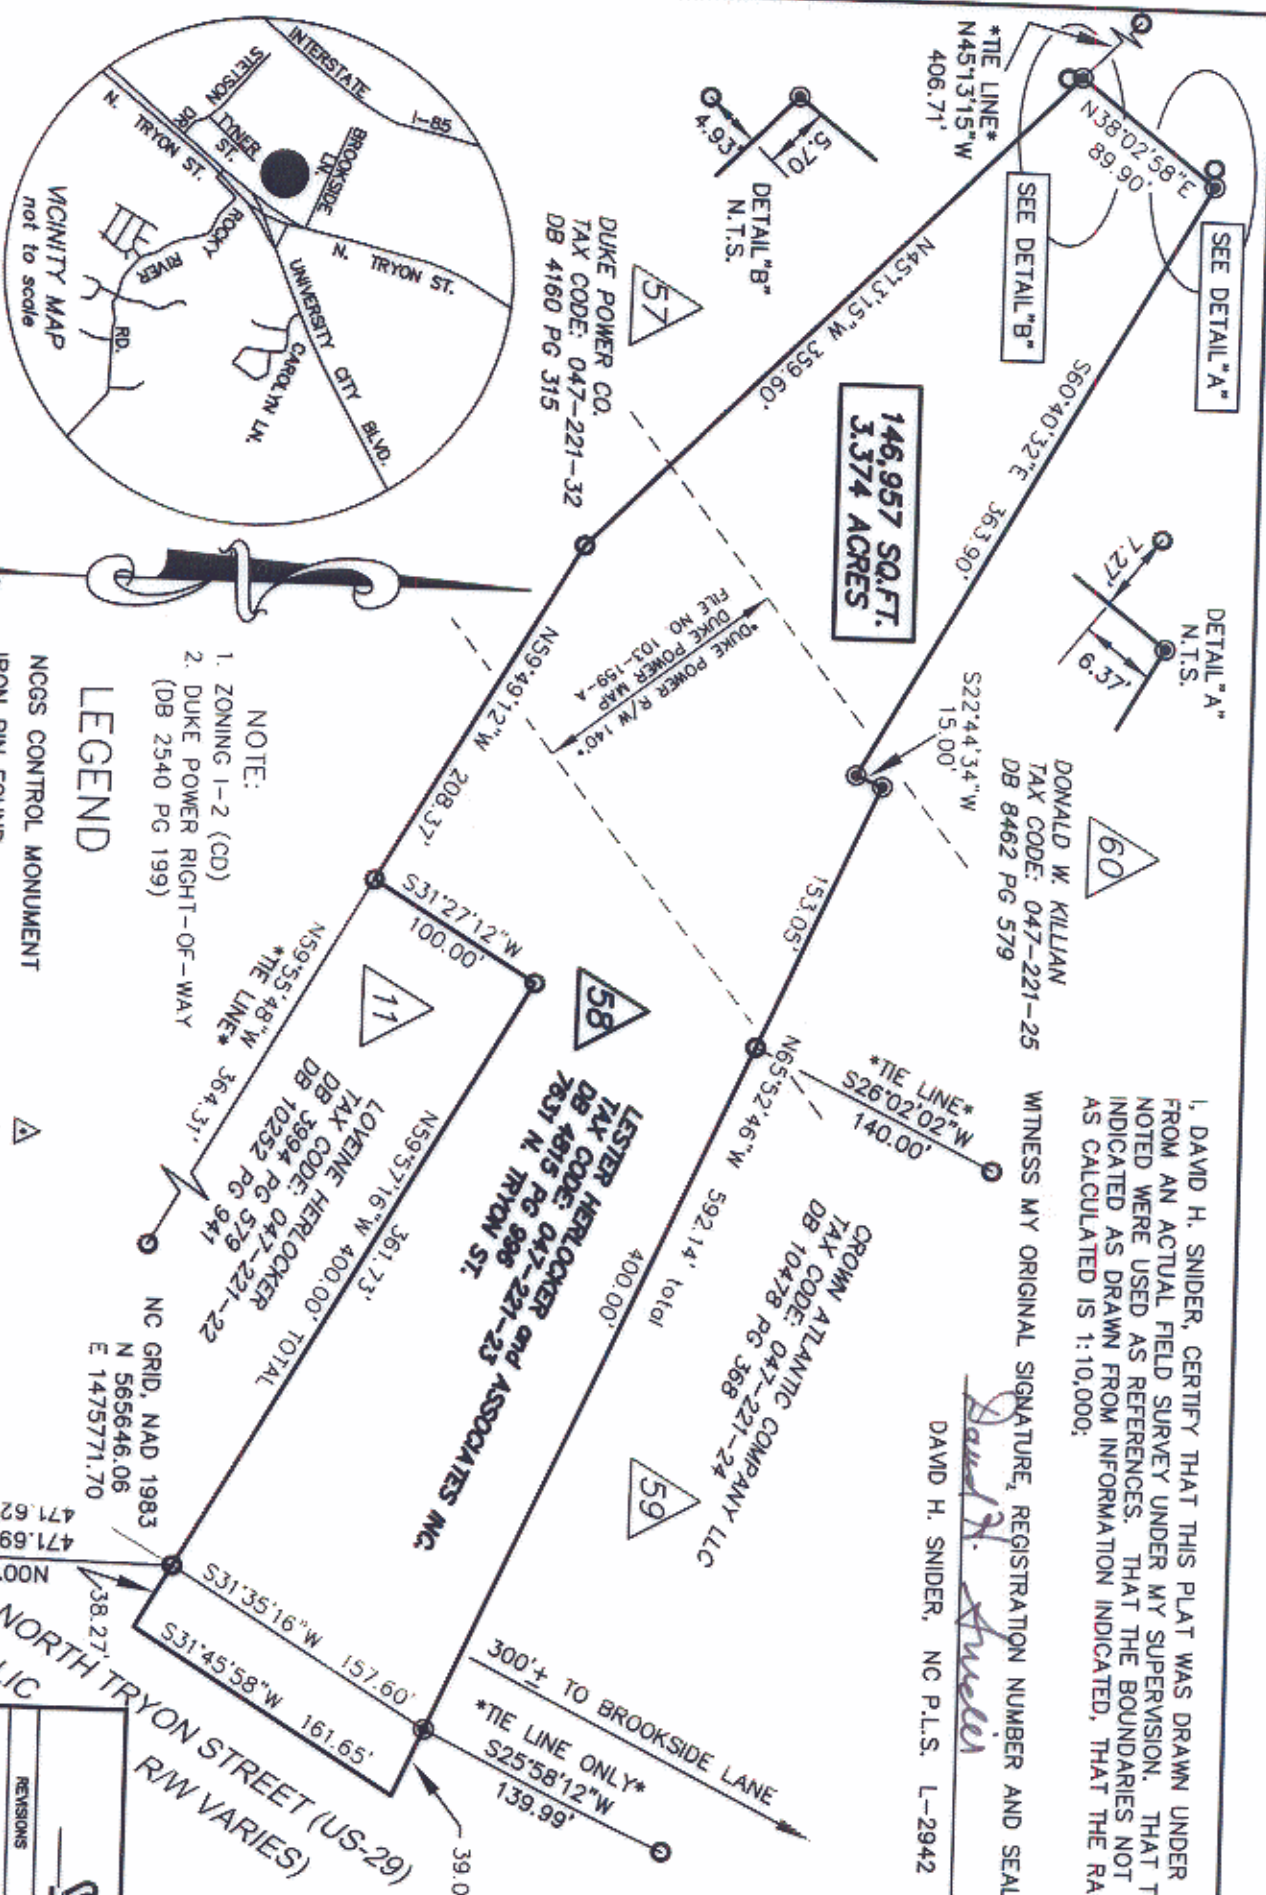 I, DAVID H. SNIDER, CERTIFY THAT THIS PLAT WAS DRAWN UNDER
FROM AN ACTUAL FIELD SURVEY UNDER MY SUPERVISION. THAT T
NOTED WERE USED AS REFERENCES. THAT THE BOUNDARIES NOT
INDICATED AS DRAWN FROM INFORMATION INDICATED, THAT THE RA
AS CALCULATED IS 1:10,000;
WITNESS MY ORIGINAL SIGNATURE, REGISTRATION NUMBER AND SEAL
David H. Snider
DAVID H. SNIDER, NC P.L.S. L-2942
SEE DETAIL "A"
DETAIL "A"
N.T.S.
7.27'
6.37'
60
DONALD W. KILLIAN
TAX CODE: 047-221-25
DB 8462 PG 579
*TIE LINE*
N45°13'15"W
406.71'
N38°02'58"E
89.90'
SEE DETAIL "B"
S60°40'32"E 363.90'
S22°44'34"W
15.00'
153.05'
*TIE LINE*
S26°02'02"W
140.00'
N65°52'46"W 592.14' total
400.00'
CROWN ATLANTIC COMPANY LLC
TAX CODE: 047-221-24
DB 10478 PG 368
59
300'± TO BROOKSIDE LANE
*TIE LINE ONLY*
S25°58'12"W
139.99'
39.0
146,957 SQ.FT.
3.374 ACRES
DETAIL "B"
N.T.S.
5.70'
4.93'
N45°13'15"W 359.60'
57
DUKE POWER CO.
TAX CODE: 047-221-32
DB 4160 PG 315
*DUKE POWER R/W 140'
DUKE POWER MAP
FILE NO. 103-159-A
N59°49'12"W 208.37'
S31°27'12"W
100.00'
58
LESTER HERLOCKER and ASSOCIATES INC.
TAX CODE: 047-221-23
DB 4815 PG 996
7631 N. TRYON ST.
N59°57'16"W 400.00' TOTAL
361.73'
11
LOVEINE HERLOCKER
TAX CODE: 047-221-22
DB 3994 PG 579
DB 10252 PG 941
N59°55'48"W 364.31'
*TIE LINE*
NC GRID, NAD 1983
N 565646.06
E 1475771.70
S31°35'16"W 157.60'
S31°45'58"W 161.65'
38.27'
471.62
471.69
N00°
NORTH TRYON STREET (US-29)
R/W VARIES)
LIC
REVISIONS
INTERSTATE I-85
STETSON DR.
TYNER ST.
BROOKSIDE LN.
N. TRYON ST.
N. TRYON ST.
ROCKY RIVER RD.
UNIVERSITY CITY BLVD.
CAROLYN LN.
VICINITY MAP
not to scale
NOTE:
1. ZONING I-2 (CD)
2. DUKE POWER RIGHT-OF-WAY
(DB 2540 PG 199)
LEGEND
NCGS CONTROL MONUMENT